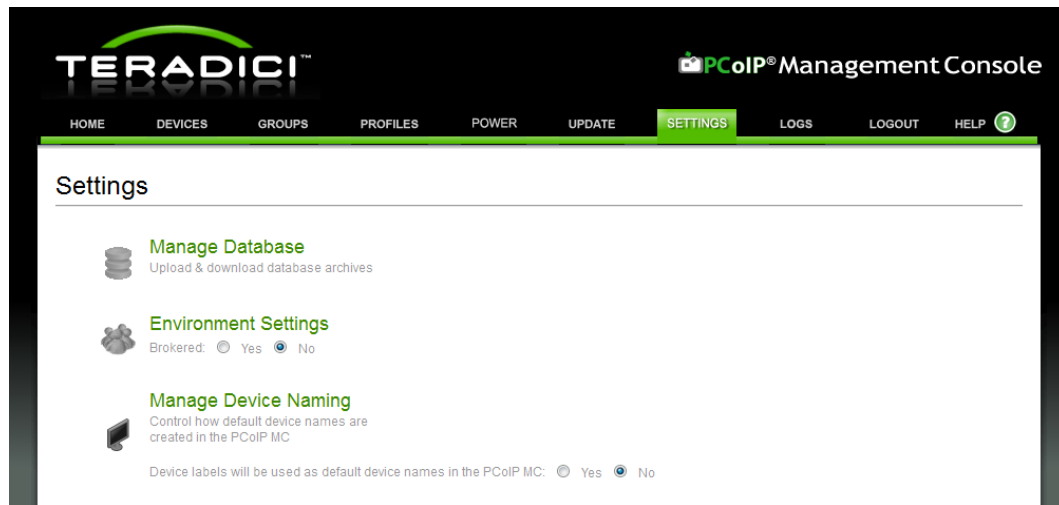 TERADICI™
PCoIP® Management Console
HOME DEVICES GROUPS PROFILES POWER UPDATE SETTINGS LOGS LOGOUT HELP ?
Settings
Manage Database
Upload & download database archives
Environment Settings
Brokered: Yes No
Manage Device Naming
Control how default device names are
created in the PCoIP MC
Device labels will be used as default device names in the PCoIP MC: Yes No